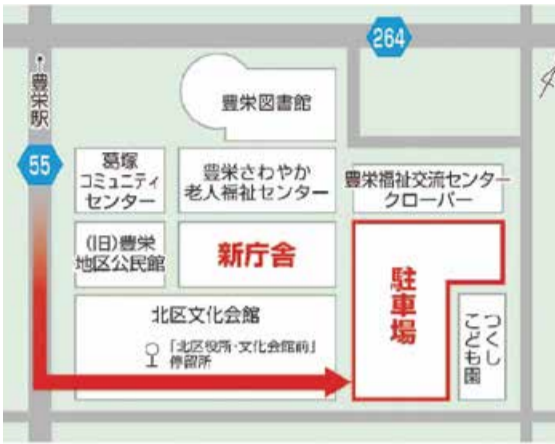 264
豊栄駅
55
豊栄図書館
葛塚
コミュニティ
センター
豊栄さわやか
老人福祉センター
豊栄福祉交流センター
クローバー
(旧)豊栄
地区公民館
新庁舎
駐車場
北区文化会館
「北区役所・文化会館前」
停留所
つくし
こども園